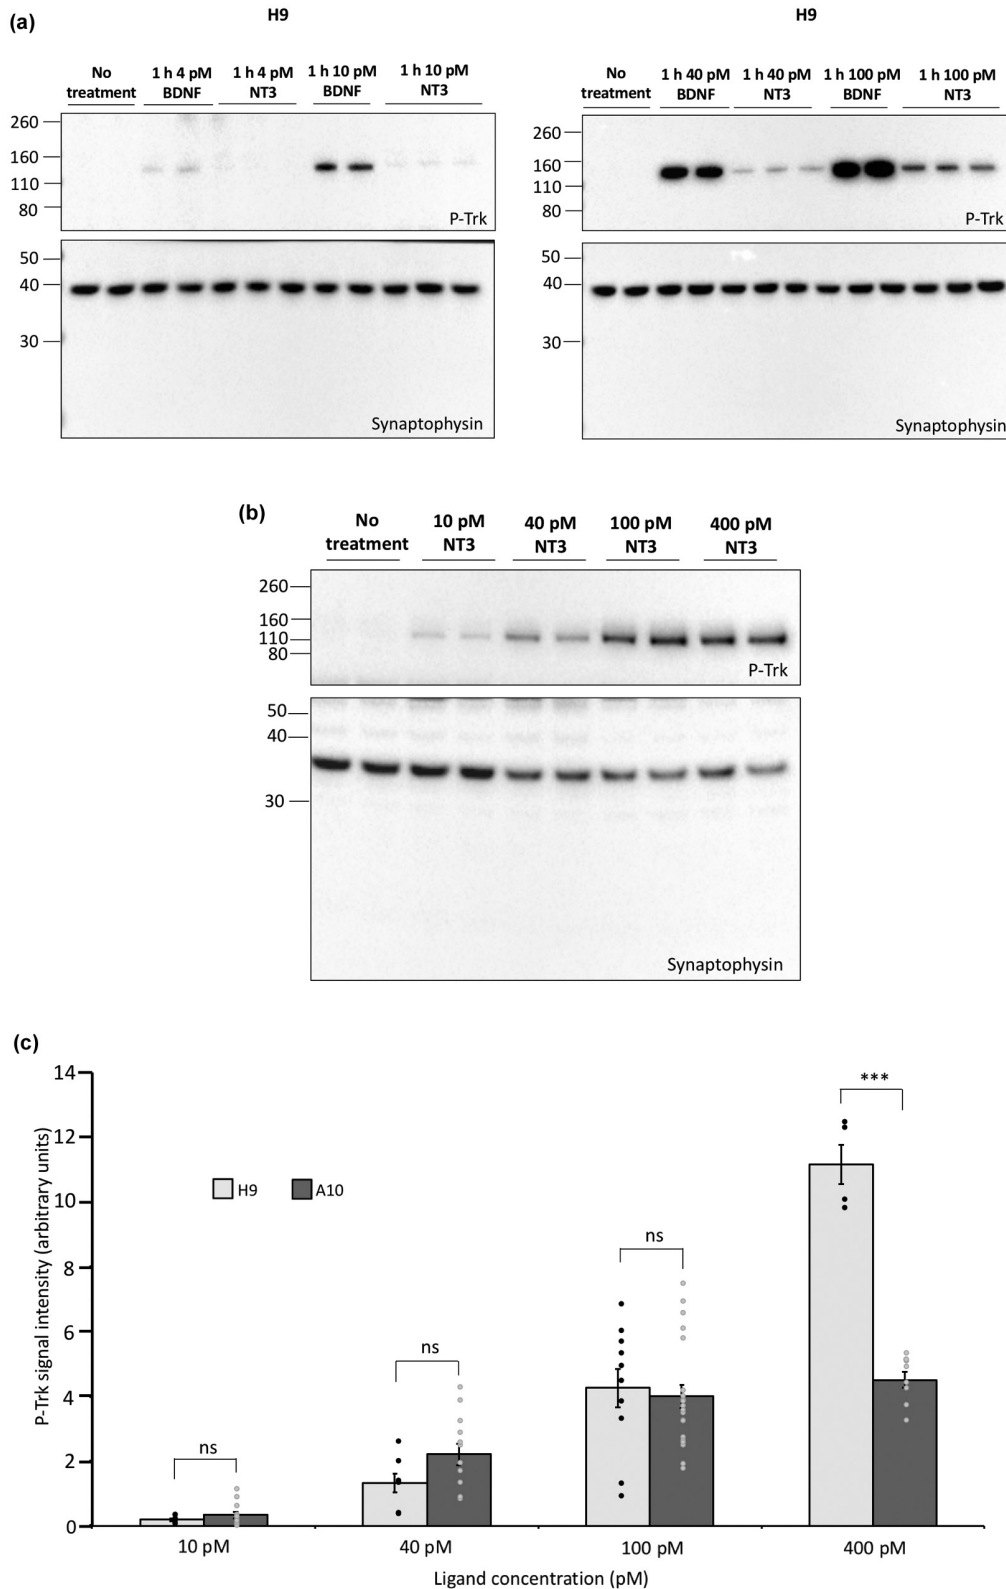 (a)
H9
H9
No treatment
1 h 4 pM BDNF
1 h 4 pM NT3
1 h 10 pM BDNF
1 h 10 pM NT3
260
160
110
80
P-Trk
50
40
30
Synaptophysin
No treatment
1 h 40 pM BDNF
1 h 40 pM NT3
1 h 100 pM BDNF
1 h 100 pM NT3
260
160
110
80
P-Trk
50
40
30
Synaptophysin
(b)
No treatment
10 pM NT3
40 pM NT3
100 pM NT3
400 pM NT3
260
160
110
80
P-Trk
50
40
30
Synaptophysin
(c)
P-Trk signal intensity (arbitrary units)
14
12
10
8
6
4
2
0
H9
A10
ns
ns
ns
***
10 pM
40 pM
100 pM
400 pM
Ligand concentration (pM)